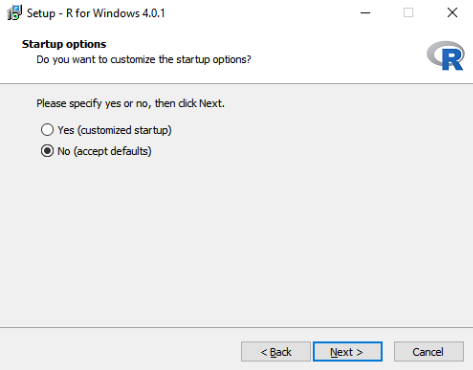 Setup - R for Windows 4.0.1
Startup options
Do you want to customize the startup options?
R
Please specify yes or no, then click Next.
Yes (customized startup)
No (accept defaults)
< Back
Next >
Cancel